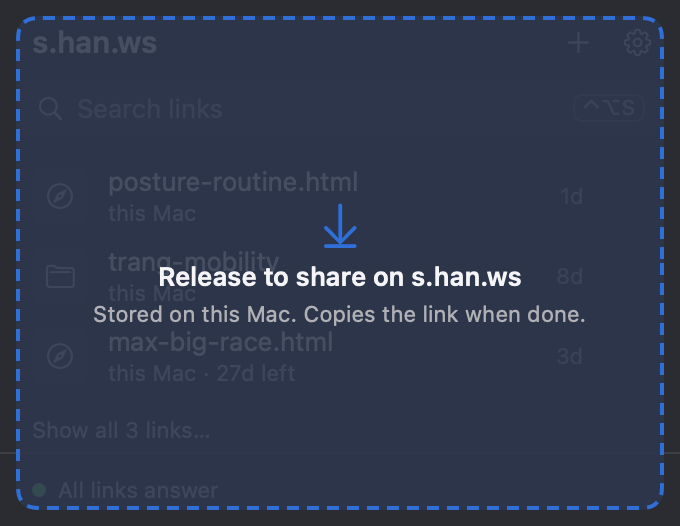 s.han.ws
Search links
^⌥S
posture-routine.html
1d
this Mac
trang-mobility
8d
this Mac
Release to share on s.han.ws
Stored on this Mac. Copies the link when done.
max-big-race.html
3d
this Mac · 27d left
Show all 3 links...
All links answer